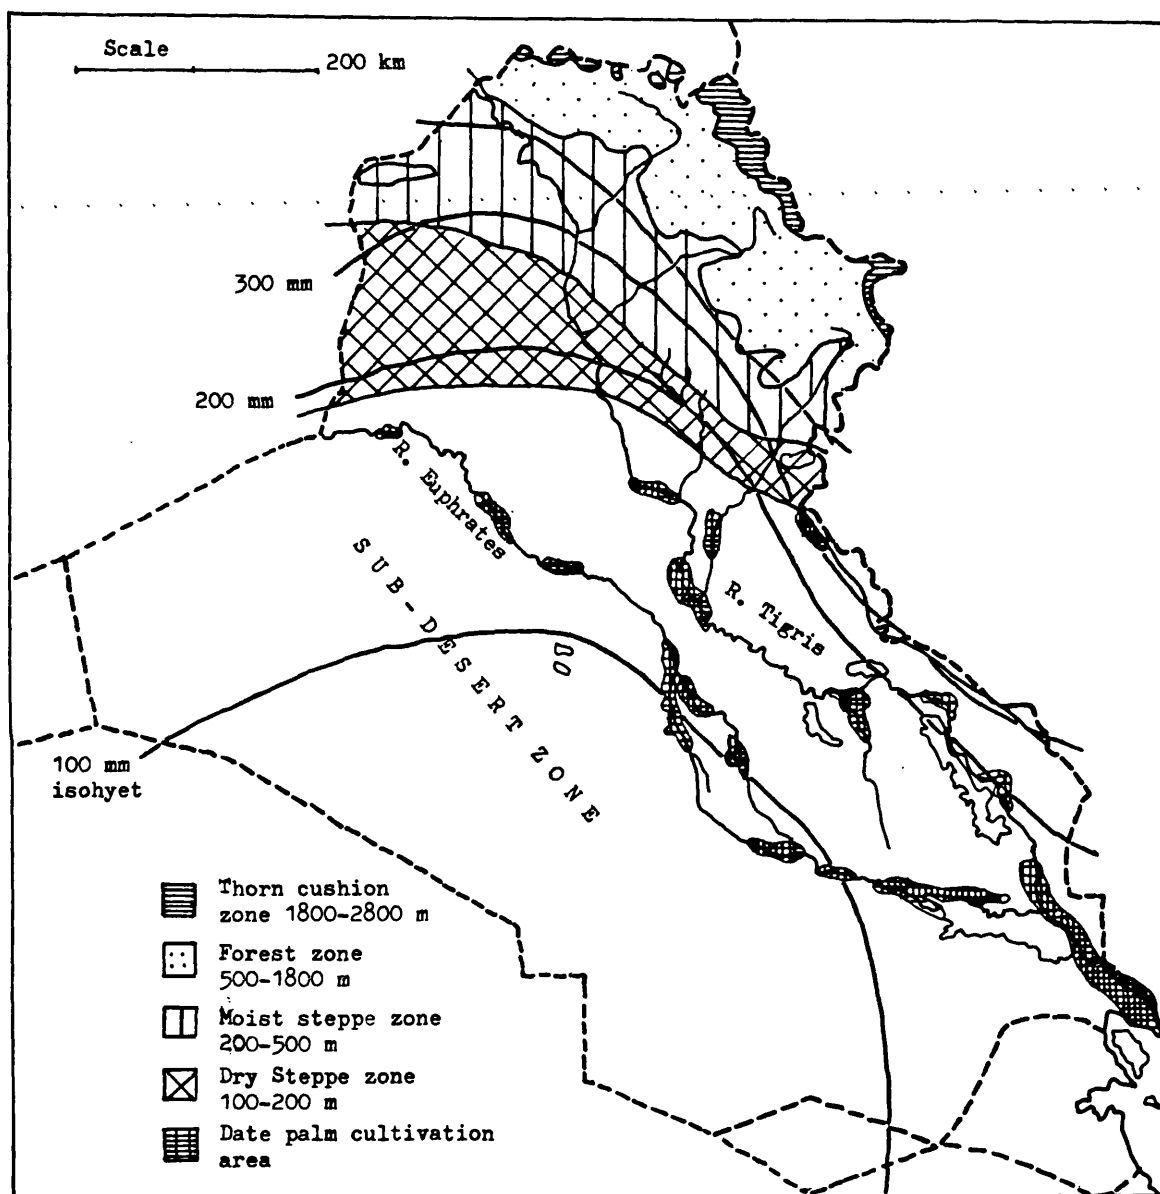 Scale
200 km
300 mm
200 mm
R. Euphrates
R. Tigris
SUB-DESERT ZONE
100 mm
isohyet
Thorn cushion
zone 1800-2800 m
Forest zone
500-1800 m
Moist steppe zone
200-500 m
Dry Steppe zone
100-200 m
Date palm cultivation
area